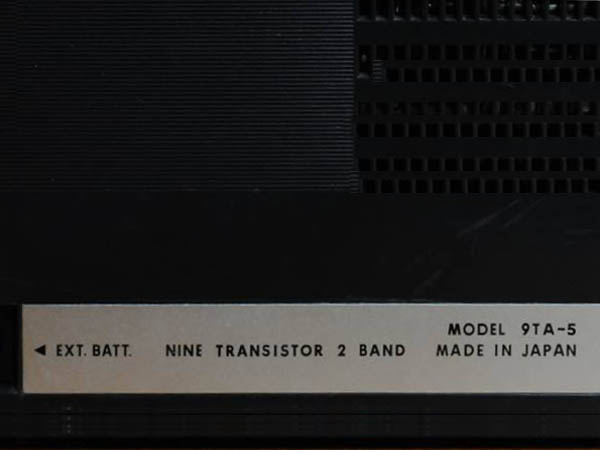 MODEL 9TA-5
◄ EXT. BATT. NINE TRANSISTOR 2 BAND MADE IN JAPAN